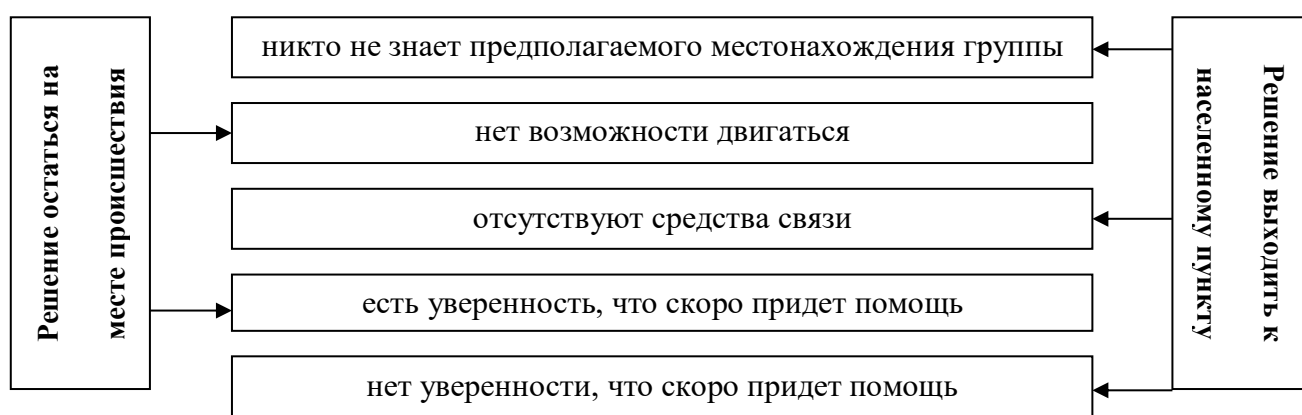 Решение остаться на
месте происшествия
никто не знает предполагаемого местонахождения группы
нет возможности двигаться
отсутствуют средства связи
есть уверенность, что скоро придет помощь
нет уверенности, что скоро придет помощь
Решение выходить к
населенному пункту